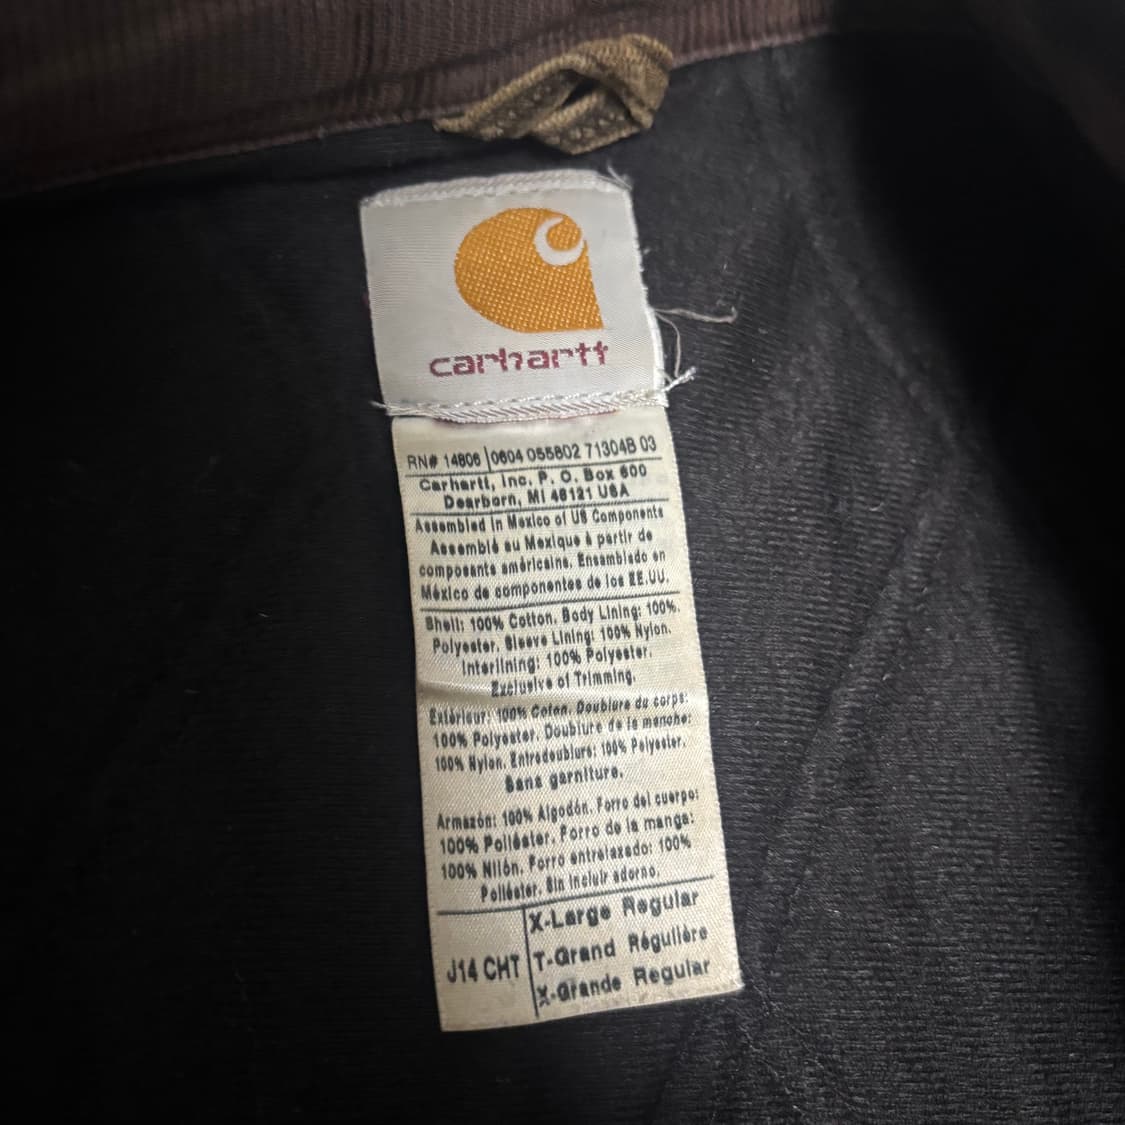 carhartt
RN# 14806 | 0604 055802 71304B 03
Carhartt, Inc. P. O. Box 600
Dearborn, MI 48121 USA
Assembled in Mexico of US Components
Assemblé au Mexique à partir de
composants américains. Ensamblado en
México de componentes de los EE.UU.
Shell: 100% Cotton. Body Lining: 100%.
Polyester. Sleeve Lining: 100% Nylon.
Interlining: 100% Polyester.
Exclusive of Trimming.
Extérieur: 100% Coton. Doublure du corps:
100% Polyester. Doublure de la manche:
100% Nylon. Entredoublure: 100% Polyester.
Sans garniture.
Armazón: 100% Algodón. Forro del cuerpo:
100% Poliéster. Forro de la manga:
100% Nilón. Forro entrelazado: 100%
Poliéster. Sin incluir adorno.
J14 CHT
X-Large Regular
T-Grand Régulière
X-Grande Regular